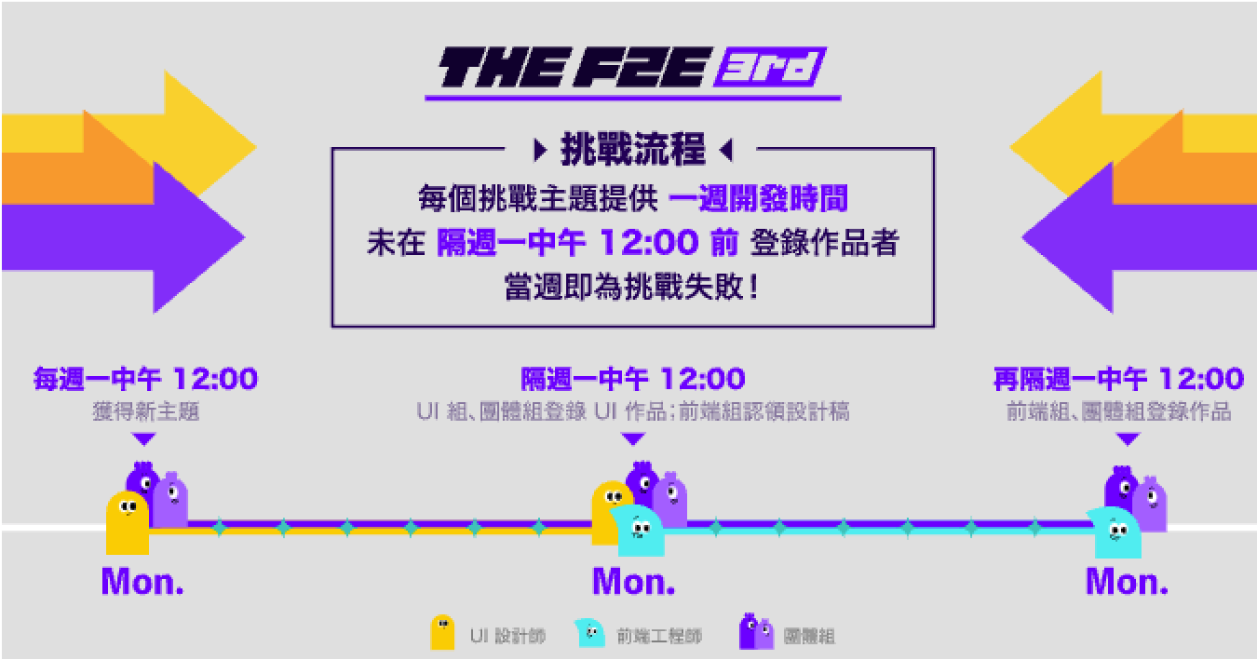 THE F2E 3rd
挑戰流程
每個挑戰主題提供 一週開發時間
未在 隔週一中午 12:00 前 登錄作品者
當週即為挑戰失敗!
每週一中午 12:00
獲得新主題
隔週一中午 12:00
UI 組、團體組登錄 UI 作品;前端組認領設計稿
再隔週一中午 12:00
前端組、團體組登錄作品
Mon.
Mon.
Mon.
UI 設計師
前端工程師
團體組